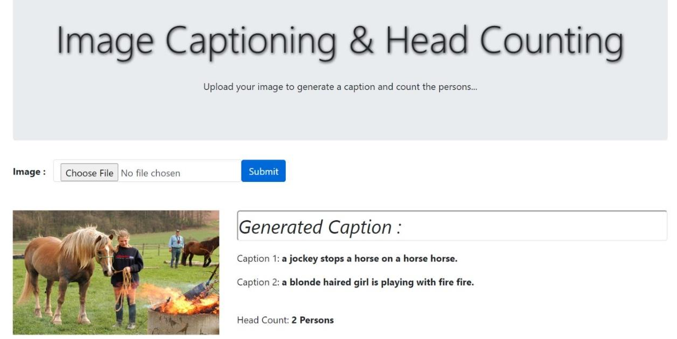 Image Captioning & Head Counting
Upload your image to generate a caption and count the persons...
Image : Choose File No file chosen Submit
Generated Caption :
Caption 1: a jockey stops a horse on a horse horse.
Caption 2: a blonde haired girl is playing with fire fire.
Head Count: 2 Persons